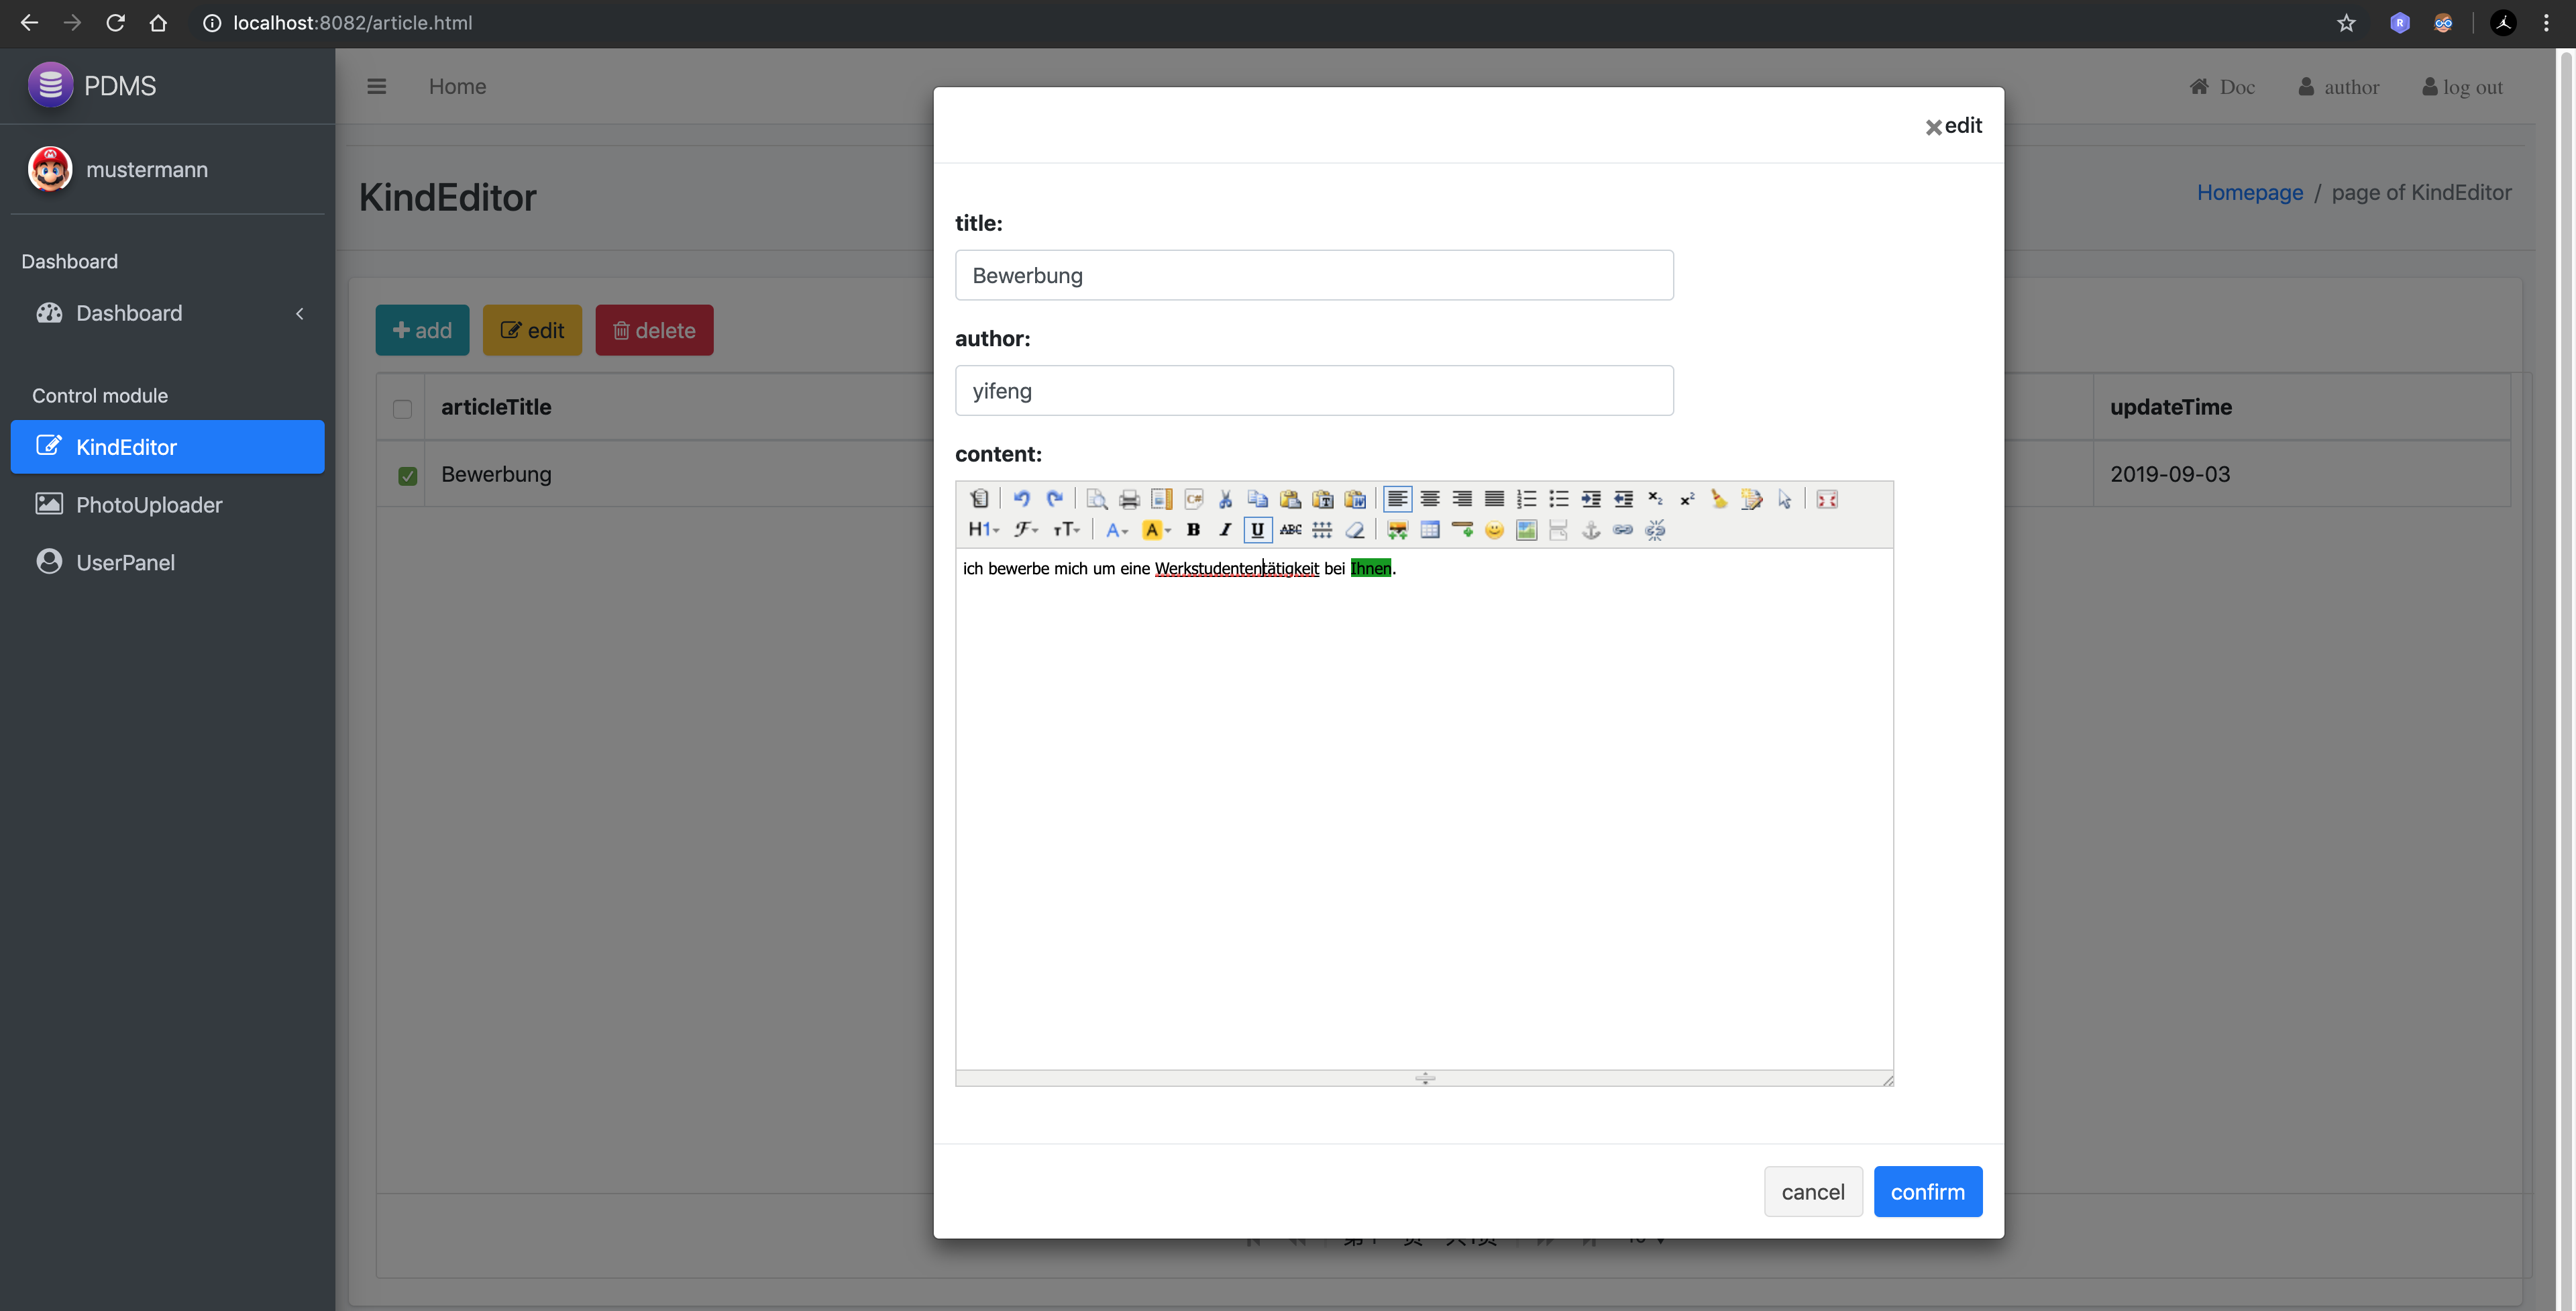 localhost:8082/article.html
PDMS
Home
Doc
author
log out
mustermann
KindEditor
Homepage / page of KindEditor
Dashboard
Dashboard
Control module
KindEditor
PhotoUploader
UserPanel
add
edit
delete
articleTitle
updateTime
Bewerbung
2019-09-03
edit
title:
Bewerbung
author:
yifeng
content:
H1
ABC
ich bewerbe mich um eine Werkstudententätigkeit bei Ihnen.
cancel
confirm